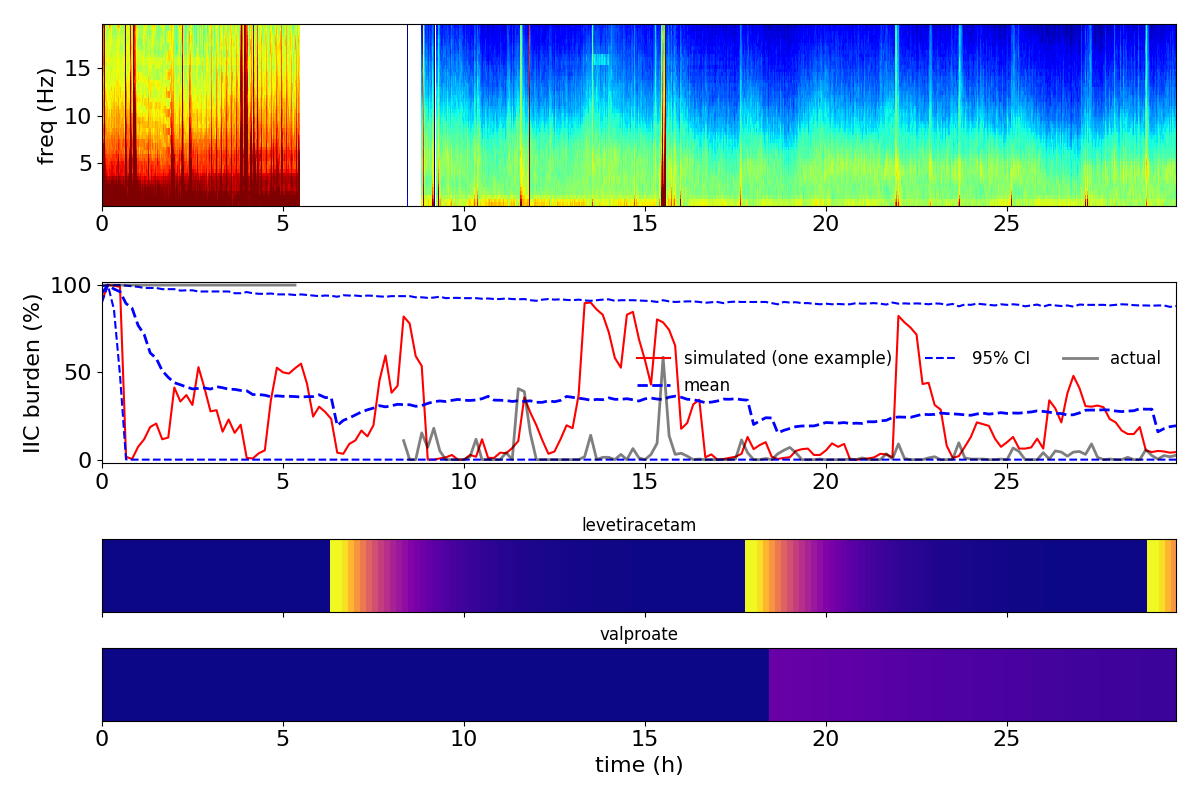 freq (Hz)
15
10
5
0 5 10 15 20 25
IIC burden (%)
100
50
0
simulated (one example) 95% CI actual
mean
0 5 10 15 20 25
levetiracetam
valproate
0 5 10 15 20 25
time (h)